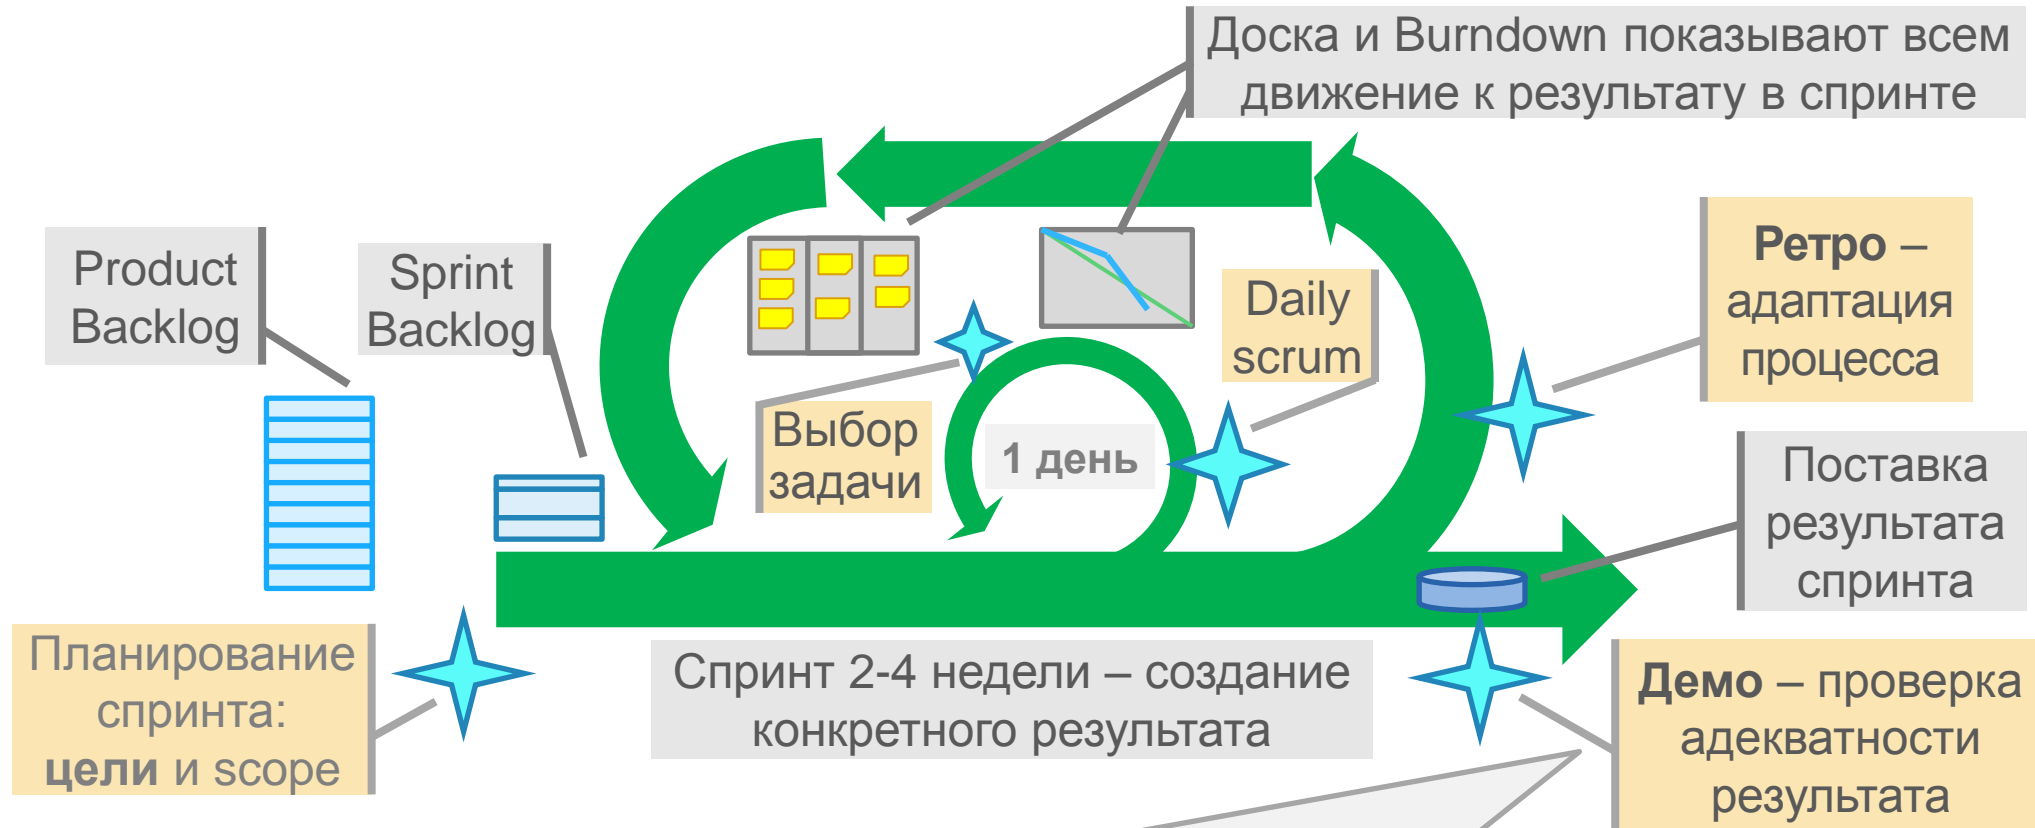 Доска и Burndown показывают всем
движение к результату в спринте
Product
Backlog
Sprint
Backlog
Daily
scrum
Ретро –
адаптация
процесса
Выбор
задачи
1 день
Поставка
результата
спринта
Планирование
спринта:
цели и scope
Спринт 2-4 недели – создание
конкретного результата
Демо – проверка
адекватности
результата